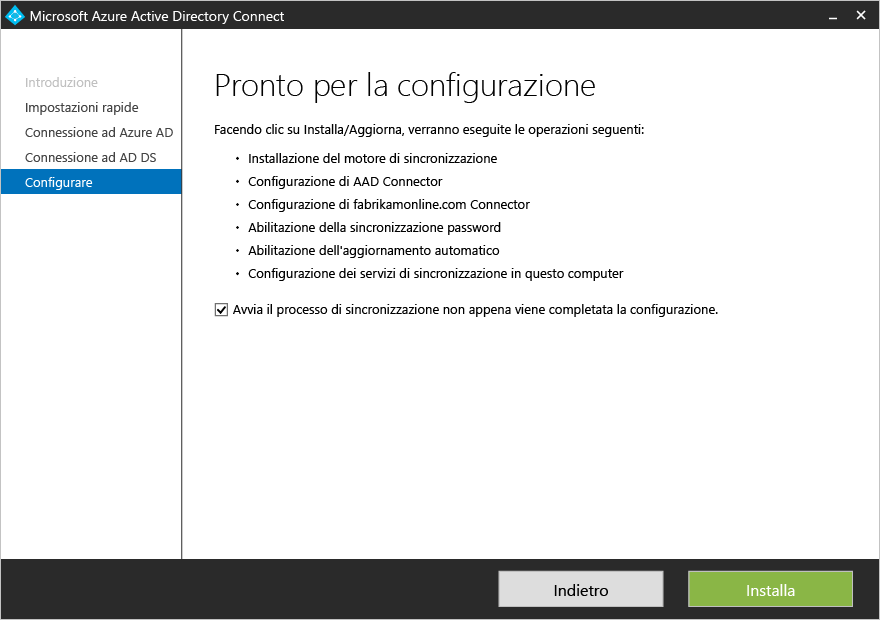 Microsoft Azure Active Directory Connect
Introduzione
Impostazioni rapide
Connessione ad Azure AD
Connessione ad AD DS
Configurare
Pronto per la configurazione
Facendo clic su Installa/Aggiorna, verranno eseguite le operazioni seguenti:
• Installazione del motore di sincronizzazione
• Configurazione di AAD Connector
• Configurazione di fabrikamonline.com Connector
• Abilitazione della sincronizzazione password
• Abilitazione dell'aggiornamento automatico
• Configurazione dei servizi di sincronizzazione in questo computer
Avvia il processo di sincronizzazione non appena viene completata la configurazione.
Indietro
Installa